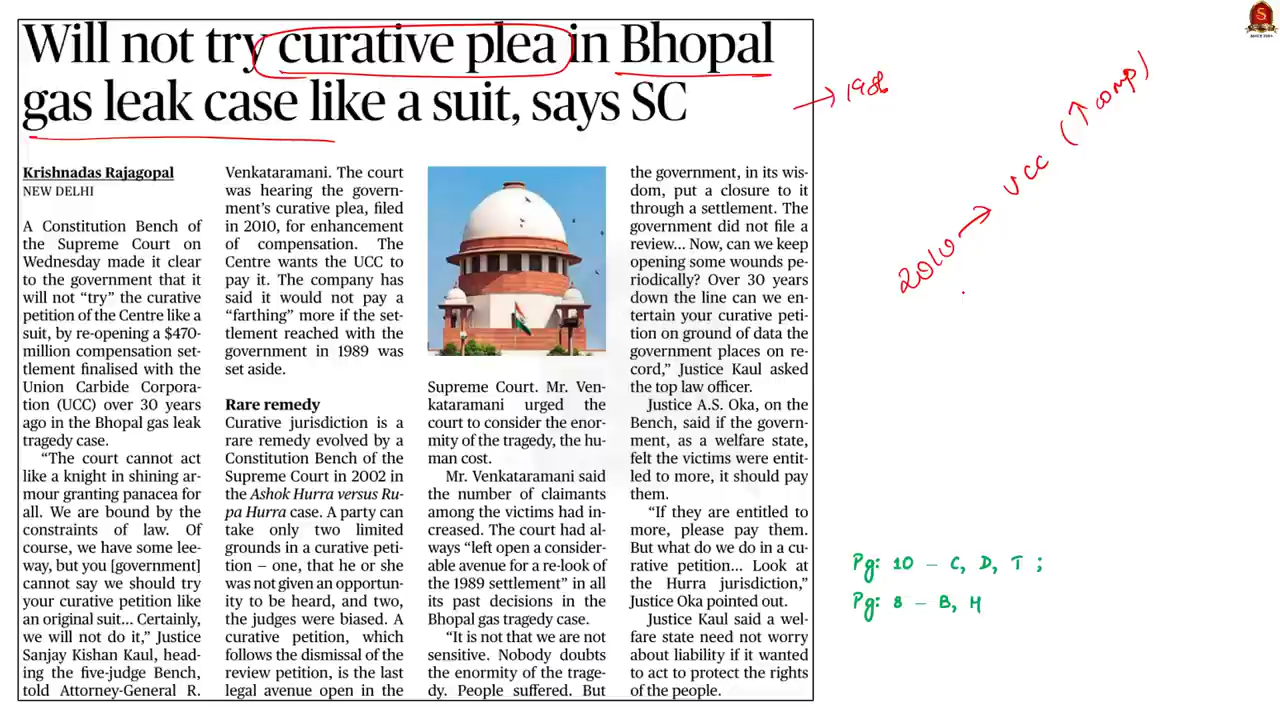 Will not try curative plea in Bhopal
gas leak case like a suit, says SC
Krishnadas Rajagopal
NEW DELHI
A Constitution Bench of
the Supreme Court on
Wednesday made it clear
to the government that it
will not “try” the curative
petition of the Centre like a
suit, by re-opening a $470-
million compensation set-
tlement finalised with the
Union Carbide Corpora-
tion (UCC) over 30 years
ago in the Bhopal gas leak
tragedy case.
“The court cannot act
like a knight in shining ar-
mour granting panacea for
all. We are bound by the
constraints of law. Of
course, we have some lee-
way, but you [government]
cannot say we should try
your curative petition like
an original suit... Certainly,
we will not do it,” Justice
Sanjay Kishan Kaul, head-
ing the five-judge Bench,
told Attorney-General R.
Venkataramani. The court
was hearing the govern-
ment’s curative plea, filed
in 2010, for enhancement
of compensation. The
Centre wants the UCC to
pay it. The company has
said it would not pay a
“farthing” more if the set-
tlement reached with the
government in 1989 was
set aside.
Rare remedy
Curative jurisdiction is a
rare remedy evolved by a
Constitution Bench of the
Supreme Court in 2002 in
the Ashok Hurra versus Ru-
pa Hurra case. A party can
take only two limited
grounds in a curative peti-
tion – one, that he or she
was not given an opportun-
ity to be heard, and two,
the judges were biased. A
curative petition, which
follows the dismissal of the
review petition, is the last
legal avenue open in the
Supreme Court. Mr. Ven-
kataramani urged the
court to consider the enor-
mity of the tragedy, the hu-
man cost.
Mr. Venkataramani said
the number of claimants
among the victims had in-
creased. The court had al-
ways “left open a consider-
able avenue for a re-look of
the 1989 settlement” in all
its past decisions in the
Bhopal gas tragedy case.
“It is not that we are not
sensitive. Nobody doubts
the enormity of the trage-
dy. People suffered. But
the government, in its wis-
dom, put a closure to it
through a settlement. The
government did not file a
review... Now, can we keep
opening some wounds pe-
riodically? Over 30 years
down the line can we en-
tertain your curative peti-
tion on ground of data the
government places on re-
cord,” Justice Kaul asked
the top law officer.
Justice A.S. Oka, on the
Bench, said if the govern-
ment, as a welfare state,
felt the victims were entit-
led to more, it should pay
them.
“If they are entitled to
more, please pay them.
But what do we do in a cu-
rative petition... Look at
the Hurra jurisdiction,”
Justice Oka pointed out.
Justice Kaul said a wel-
fare state need not worry
about liability if it wanted
to act to protect the rights
of the people.
→ 1986
2010 → UCC (↑ comp)
Pg: 10 – C, D, T ;
Pg: 8 – B, H